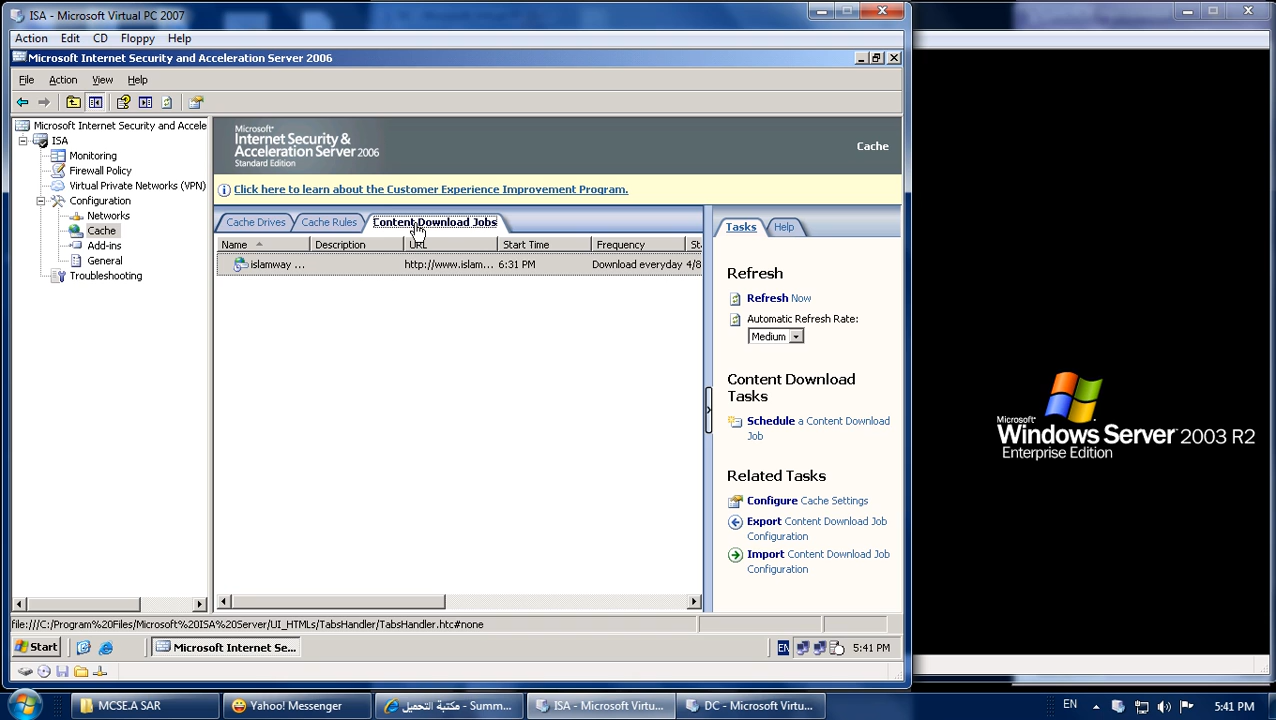 ISA - Microsoft Virtual PC 2007
Action Edit CD Floppy Help
Microsoft Internet Security and Acceleration Server 2006
File Action View Help
Microsoft Internet Security and Accele
ISA
Monitoring
Firewall Policy
Virtual Private Networks (VPN)
Configuration
Networks
Cache
Add-ins
General
Troubleshooting
Microsoft®
Internet Security &
Acceleration Server 2006
Standard Edition
Cache
Click here to learn about the Customer Experience Improvement Program.
Cache Drives Cache Rules Content Download Jobs
Name Description URL Start Time Frequency St.
islamway ... http://www.islam... 6:31 PM Download everyday 4/8
Tasks Help
Refresh
Refresh Now
Automatic Refresh Rate:
Medium
Content Download
Tasks
Schedule a Content Download
Job
Related Tasks
Configure Cache Settings
Export Content Download Job
Configuration
Import Content Download Job
Configuration
file:///C:/Program%20Files/Microsoft%20ISA%20Server/UI_HTMLs/TabsHandler/TabsHandler.htc#none
Start Microsoft Internet Se... EN 5:41 PM
Microsoft®
Windows Server 2003 R2
Enterprise Edition
MCSE.A SAR Yahoo! Messenger مكتبة التحميل - Summ... ISA - Microsoft Virtu... DC - Microsoft Virtu... EN 5:41 PM